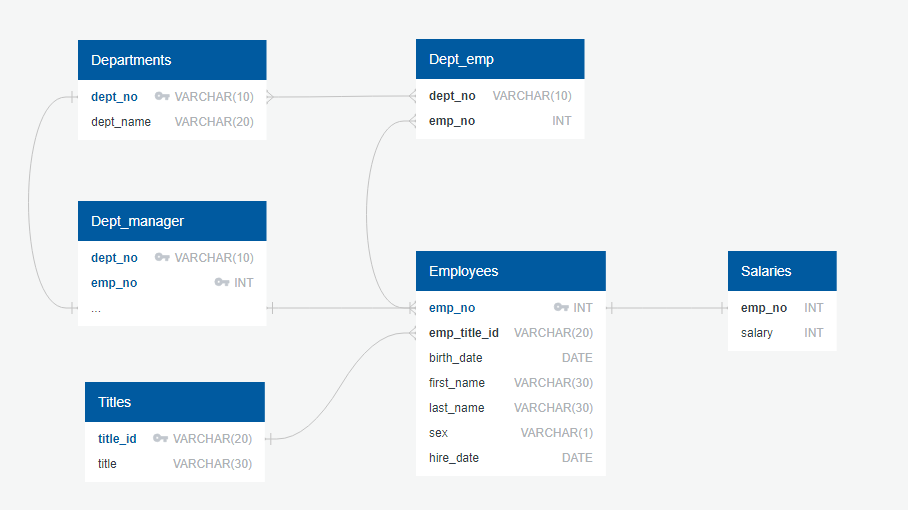 Departments
dept_no VARCHAR(10)
dept_name VARCHAR(20)
Dept_emp
dept_no VARCHAR(10)
emp_no INT
Dept_manager
dept_no VARCHAR(10)
emp_no INT
...
Employees
emp_no INT
emp_title_id VARCHAR(20)
birth_date DATE
first_name VARCHAR(30)
last_name VARCHAR(30)
sex VARCHAR(1)
hire_date DATE
Salaries
emp_no INT
salary INT
Titles
title_id VARCHAR(20)
title VARCHAR(30)